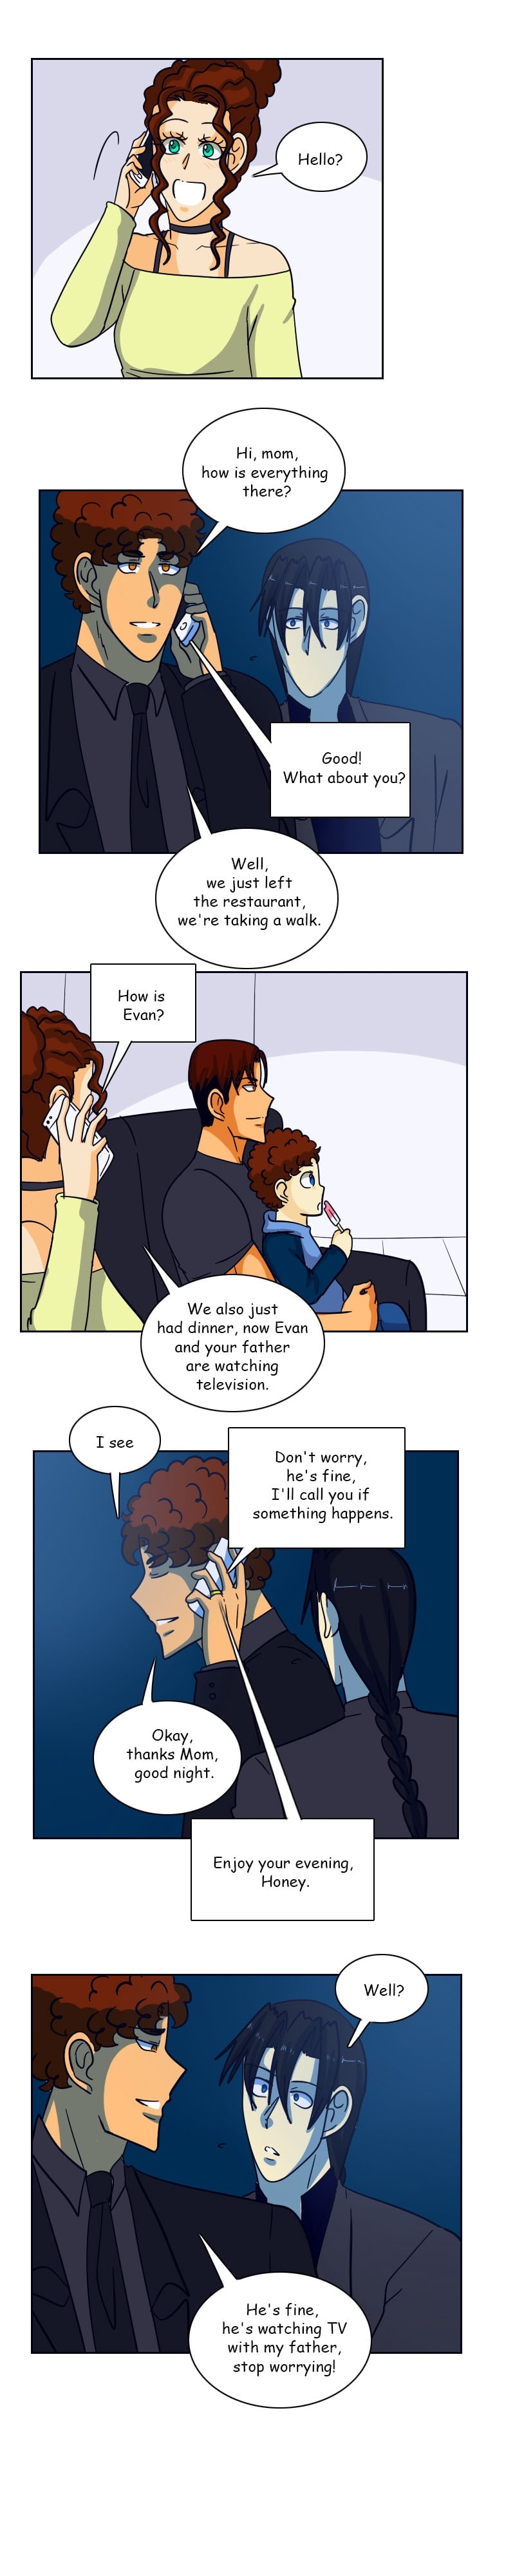 Hello?
Hi, mom,
how is everything
there?
Good!
What about you?
Well,
we just left
the restaurant,
we're taking a walk.
How is
Evan?
We also just
had dinner, now Evan
and your father
are watching
television.
I see
Don't worry,
he's fine,
I'll call you if
something happens.
Okay,
thanks Mom,
good night.
Enjoy your evening,
Honey.
Well?
He's fine,
he's watching TV
with my father,
stop worrying!